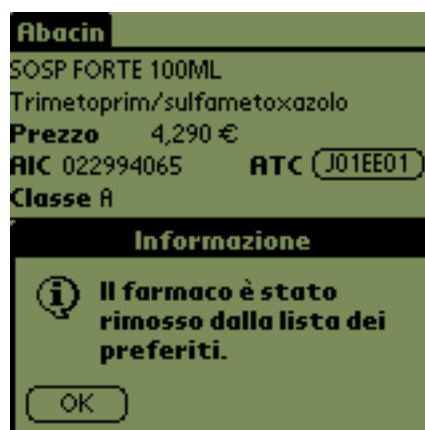 Abacin
SOSP FORTE 100ML
Trimetoprim/sulfametoxazolo
Prezzo 4,290 €
AIC 022994065 ATC J01EE01
Classe A
Informazione
Il farmaco è stato
rimosso dalla lista dei
preferiti.
OK